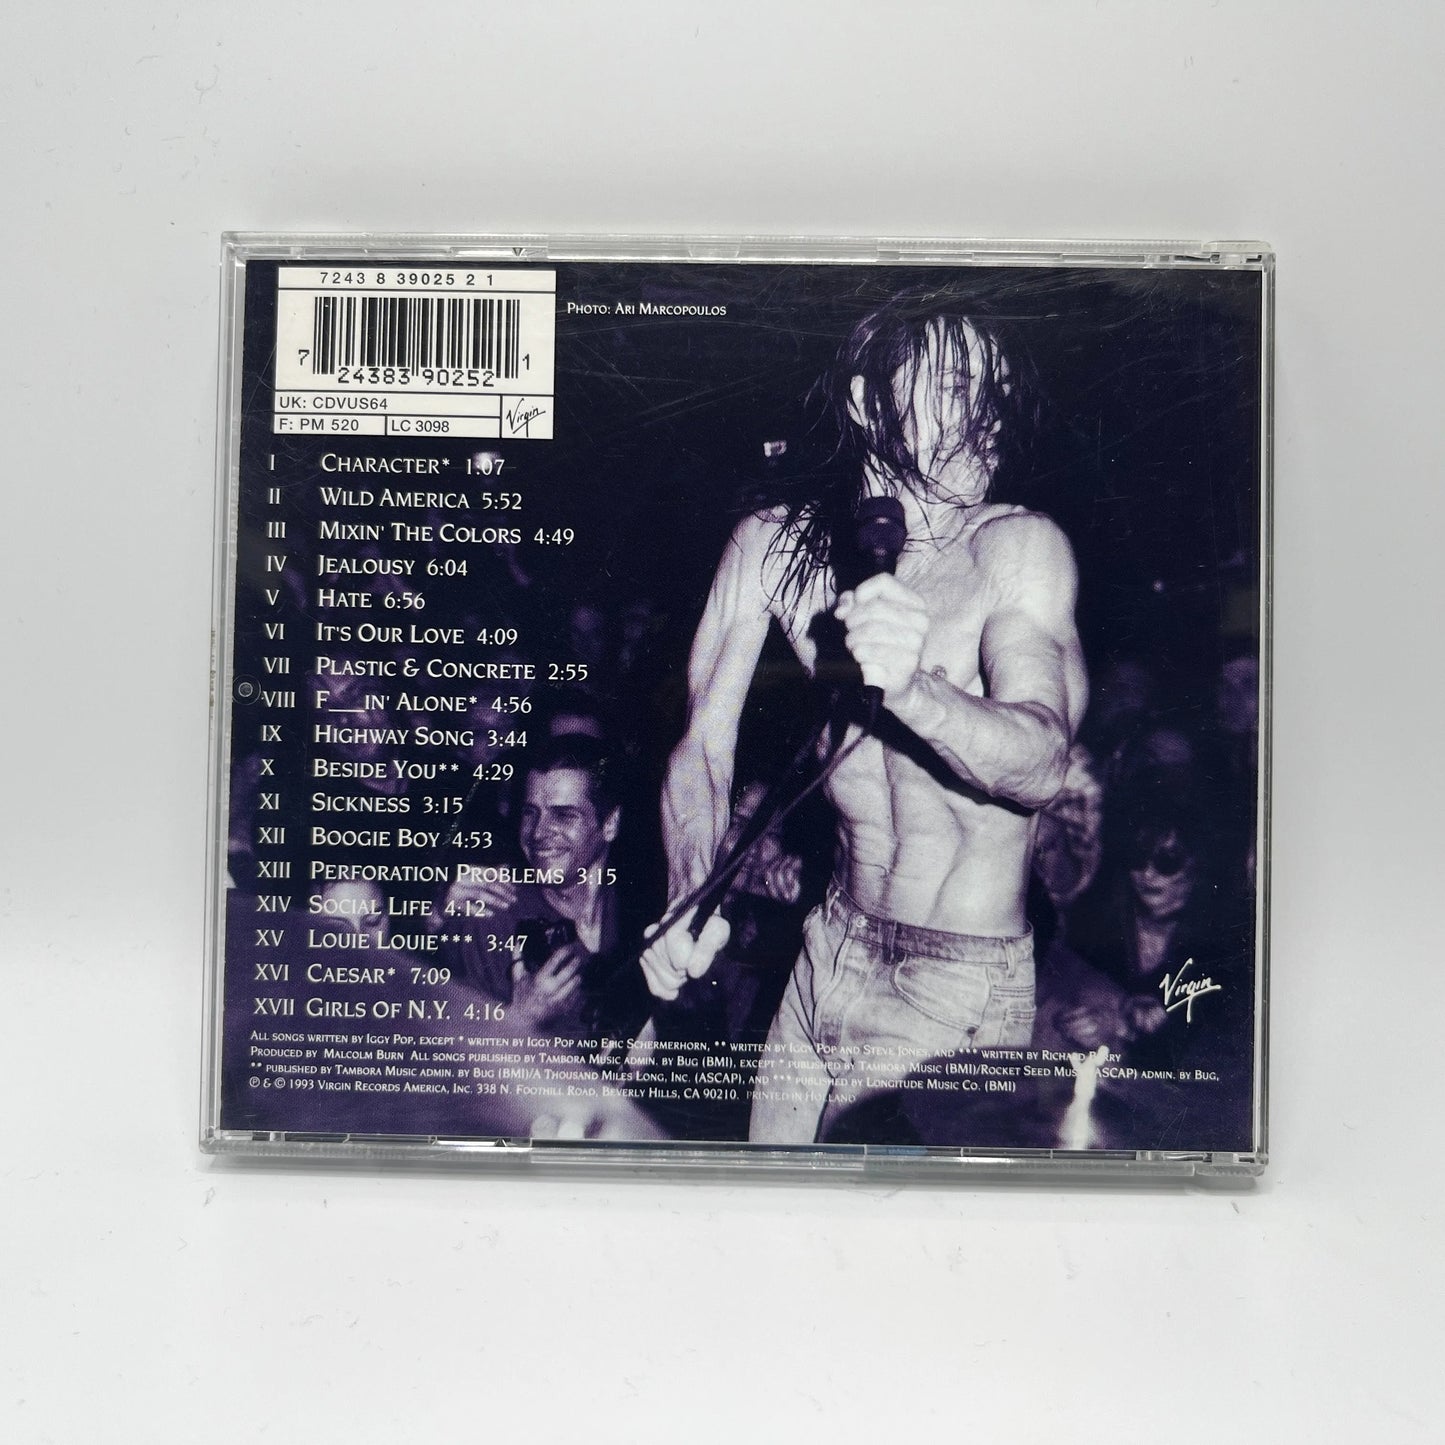 7243 8 39025 2 1
7 24383 90252 1
UK: CDVUS64
F: PM 520 LC 3098 Virgin
PHOTO: ARI MARCOPOULOS
I CHARACTER* 1:07
II WILD AMERICA 5:52
III MIXIN' THE COLORS 4:49
IV JEALOUSY 6:04
V HATE 6:56
VI IT'S OUR LOVE 4:09
VII PLASTIC & CONCRETE 2:55
VIII F___IN' ALONE* 4:56
IX HIGHWAY SONG 3:44
X BESIDE YOU** 4:29
XI SICKNESS 3:15
XII BOOGIE BOY 4:53
XIII PERFORATION PROBLEMS 3:15
XIV SOCIAL LIFE 4:12
XV LOUIE LOUIE*** 3:47
XVI CAESAR* 7:09
XVII GIRLS OF N.Y. 4:16
Virgin
ALL SONGS WRITTEN BY IGGY POP, EXCEPT * WRITTEN BY IGGY POP AND ERIC SCHERMERHORN, ** WRITTEN BY IGGY POP AND STEVE JONES, AND *** WRITTEN BY RICHARD BERRY
PRODUCED BY MALCOLM BURN ALL SONGS PUBLISHED BY TAMBORA MUSIC ADMIN. BY BUG (BMI), EXCEPT * PUBLISHED BY TAMBORA MUSIC (BMI)/ROCKET SEED MUSIC (ASCAP) ADMIN. BY BUG,
** PUBLISHED BY TAMBORA MUSIC ADMIN. BY BUG (BMI)/A THOUSAND MILES LONG, INC. (ASCAP), AND *** PUBLISHED BY LONGITUDE MUSIC CO. (BMI)
℗ & © 1993 VIRGIN RECORDS AMERICA, INC. 338 N. FOOTHILL ROAD, BEVERLY HILLS, CA 90210. PRINTED IN HOLLAND